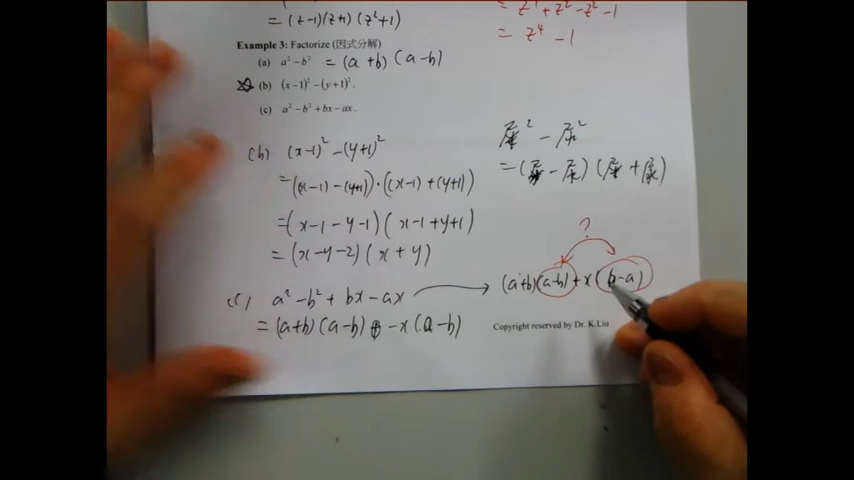 = (z-1)(z+1)(z²+1)
= z⁴ + z² - z² - 1
= z⁴ - 1
Example 3: Factorize (因式分解)
(a) a² - b² = (a+b)(a-b)
(b) (x-1)² - (y+1)².
(c) a² - b² + bx - ax.
(b) (x-1)² - (y+1)²
= ((x-1) - (y+1))·((x-1) + (y+1))
= (x-1-y-1)(x-1+y+1)
= (x-y-2)(x+y)
(c) a² - b² + bx - ax
= (a+b)(a-b) - x(a-b)
?
(a+b)(a-b) + x(b-a)
Copyright reserved by Dr. K.Liu